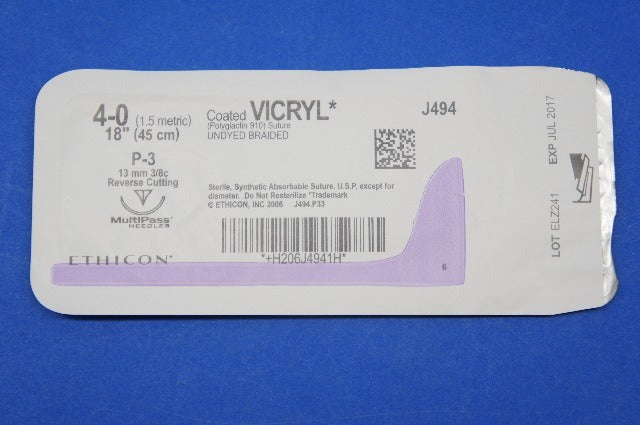 4-0 (1.5 metric)
18" (45 cm)
P-3
13 mm 3/8c
Reverse Cutting
MultiPass*
NEEDLES
ETHICON*
Coated VICRYL*
(Polyglactin 910) Suture
UNDYED BRAIDED
J494
Sterile, Synthetic Absorbable Suture. U.S.P. except for
diameter. Do Not Resterilize *Trademark
© ETHICON, INC 2006 J494.P33
*+H206J4941H*
6
LOT ELZ241 EXP JUL 2017